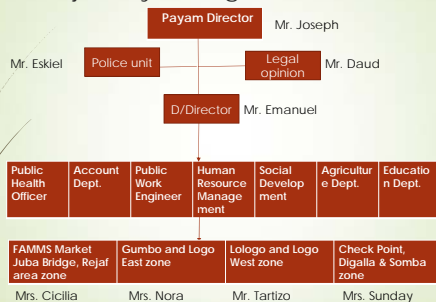 Payam Director
Mr. Joseph
Mr. Eskiel
Police unit
Legal
opinion
Mr. Daud
D/Director
Mr. Emanuel
Public
Health
Officer
Account
Dept.
Public
Work
Engineer
Human
Resource
Manage
ment
Social
Develop
ment
Agricultur
e Dept.
Educatio
n Dept.
FAMMS Market
Juba Bridge, Rejaf
area zone
Gumbo and Logo
East zone
Lologo and Logo
West zone
Check Point,
Digalla & Somba
zone
Mrs. Cicilia
Mrs. Nora
Mr. Tartizo
Mrs. Sunday